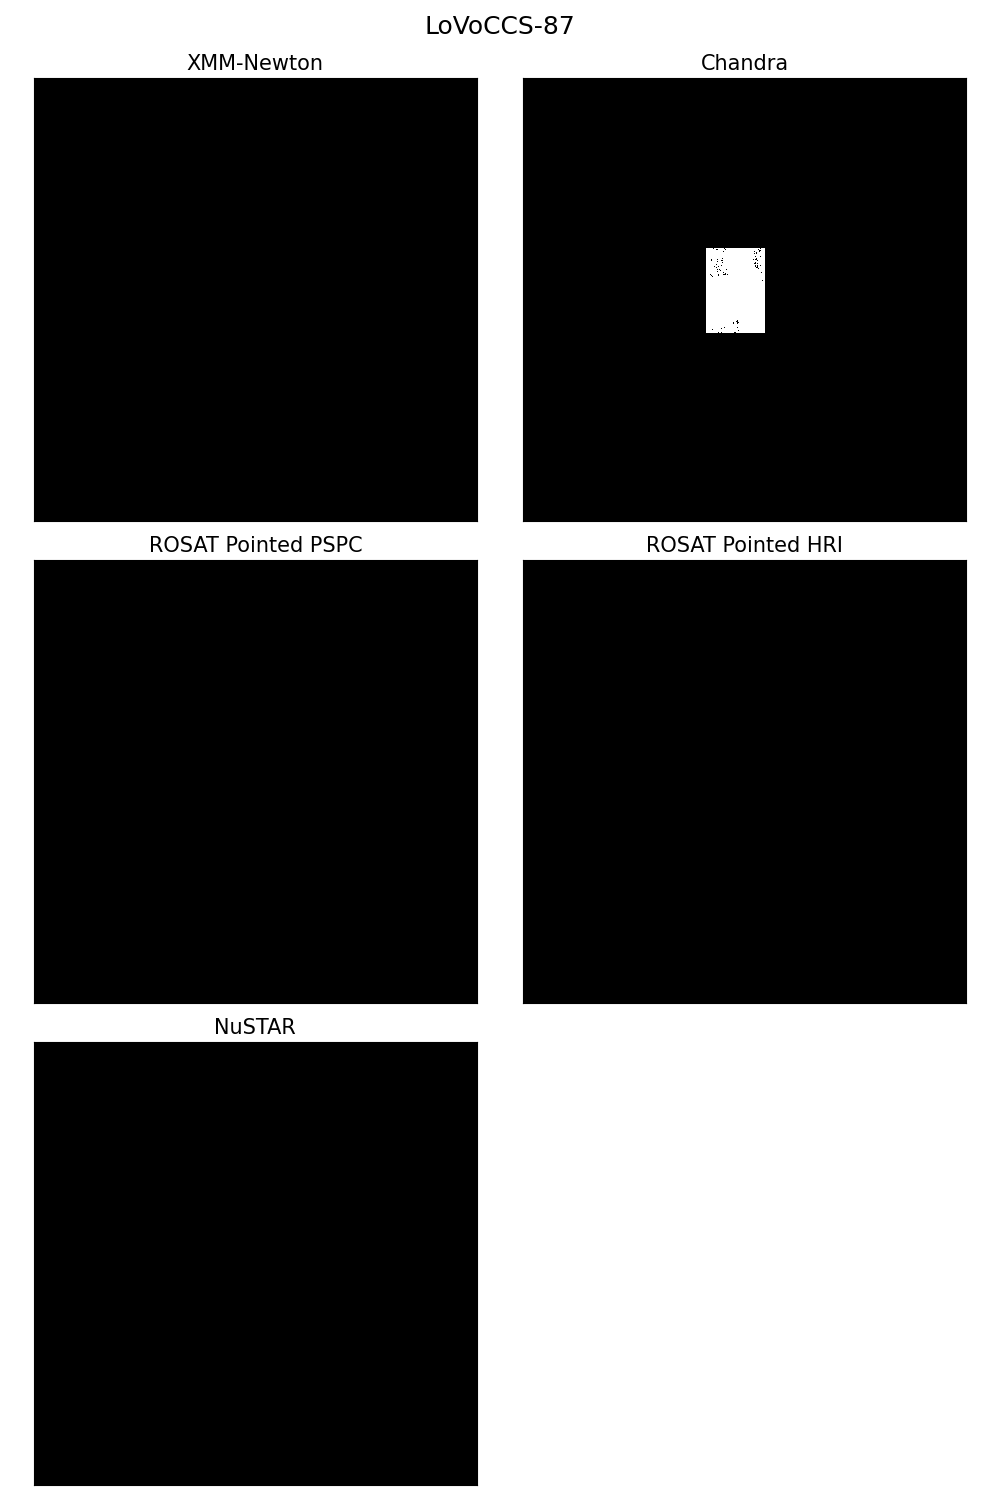 LoVoCCS-87
XMM-Newton
Chandra
ROSAT Pointed PSPC
ROSAT Pointed HRI
NuSTAR